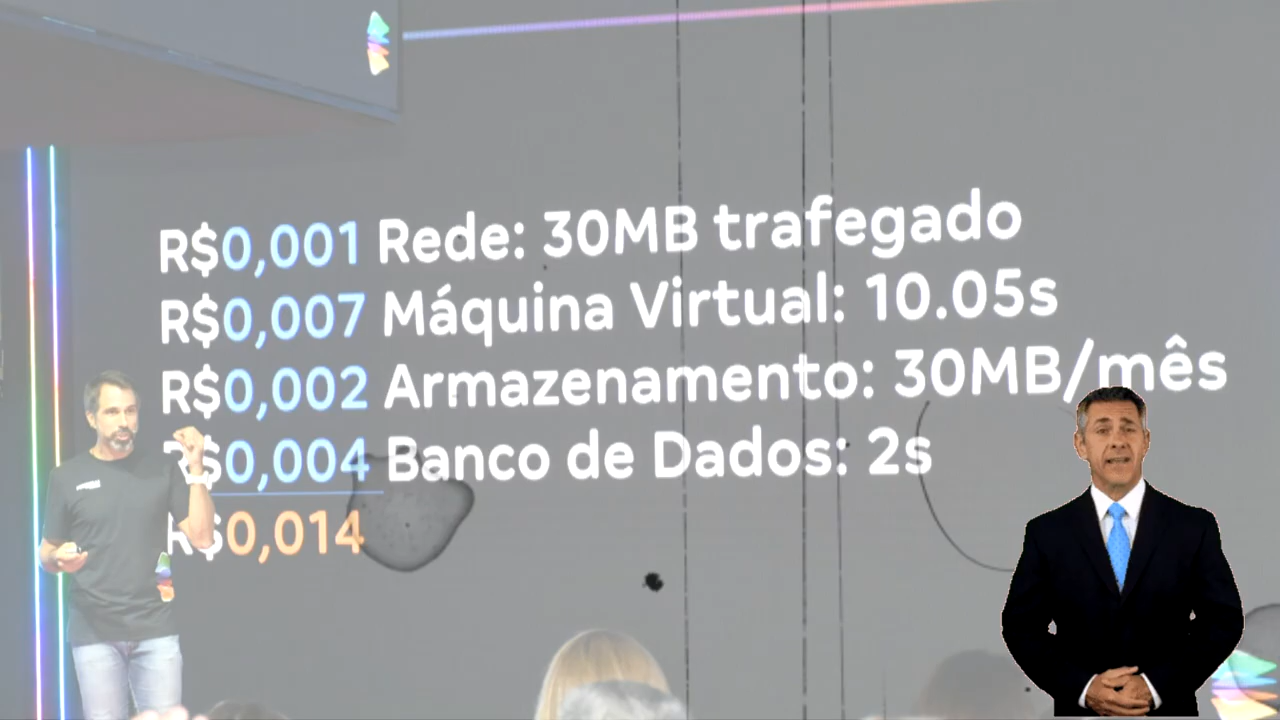 R$0,001 Rede: 30MB trafegado
R$0,007 Máquina Virtual: 10.05s
R$0,002 Armazenamento: 30MB/mês
R$0,004 Banco de Dados: 2s
R$0,014